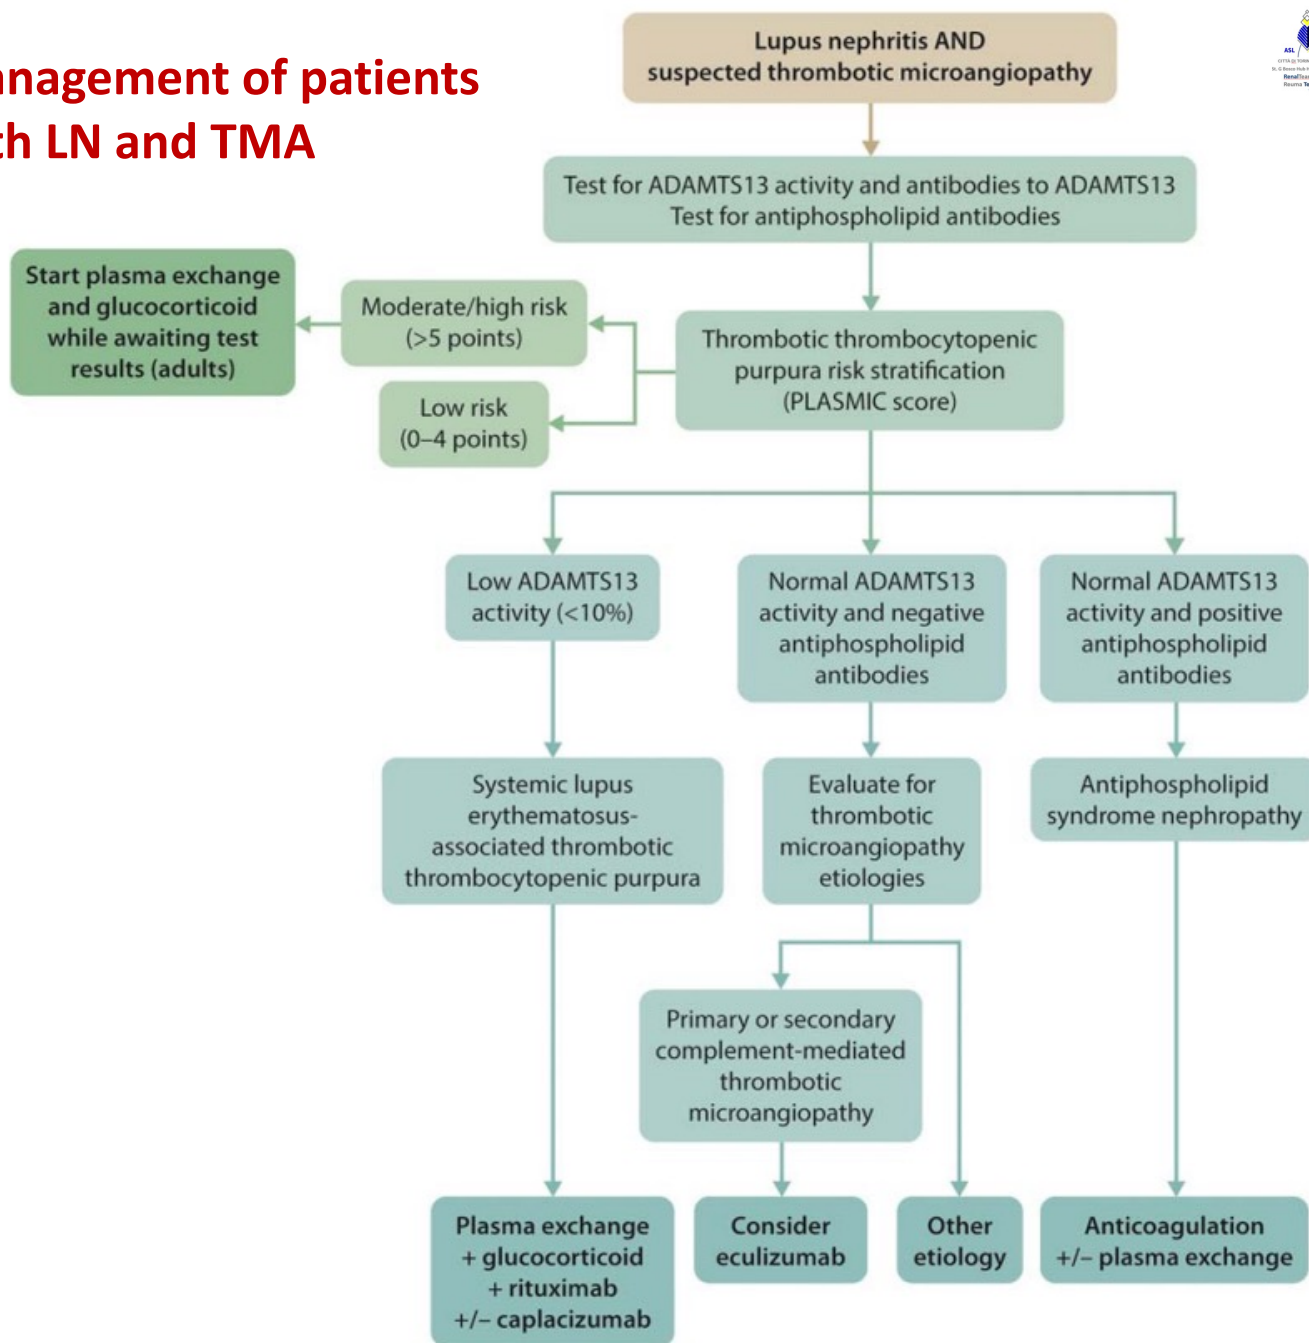 anagement of patients
th LN and TMA
ASL
Lupus nephritis AND
suspected thrombotic microangiopathy
Test for ADAMTS13 activity and antibodies to ADAMTS13
Test for antiphospholipid antibodies
Start plasma exchange
and glucocorticoid
while awaiting test
results (adults)
Moderate/high risk
(>5 points)
Low risk
(0–4 points)
Thrombotic thrombocytopenic
purpura risk stratification
(PLASMIC score)
Low ADAMTS13
activity (<10%)
Normal ADAMTS13
activity and negative
antiphospholipid
antibodies
Normal ADAMTS13
activity and positive
antiphospholipid
antibodies
Systemic lupus
erythematosus-
associated thrombotic
thrombocytopenic purpura
Evaluate for
thrombotic
microangiopathy
etiologies
Antiphospholipid
syndrome nephropathy
Primary or secondary
complement-mediated
thrombotic
microangiopathy
Plasma exchange
+ glucocorticoid
+ rituximab
+/– caplacizumab
Consider
eculizumab
Other
etiology
Anticoagulation
+/– plasma exchange